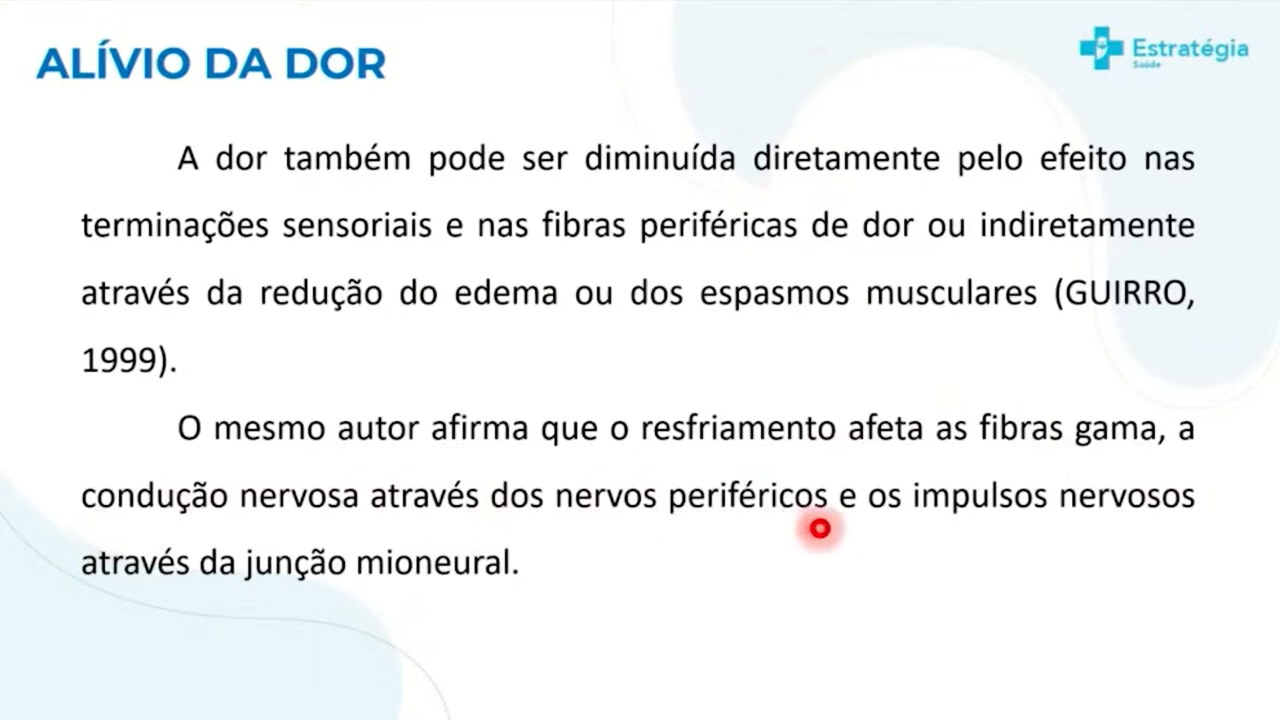 ALÍVIO DA DOR
Estratégia
Saúde
A dor também pode ser diminuída diretamente pelo efeito nas
terminações sensoriais e nas fibras periféricas de dor ou indiretamente
através da redução do edema ou dos espasmos musculares (GUIRRO,
1999).
O mesmo autor afirma que o resfriamento afeta as fibras gama, a
condução nervosa através dos nervos periféricos e os impulsos nervosos
através da junção mioneural.